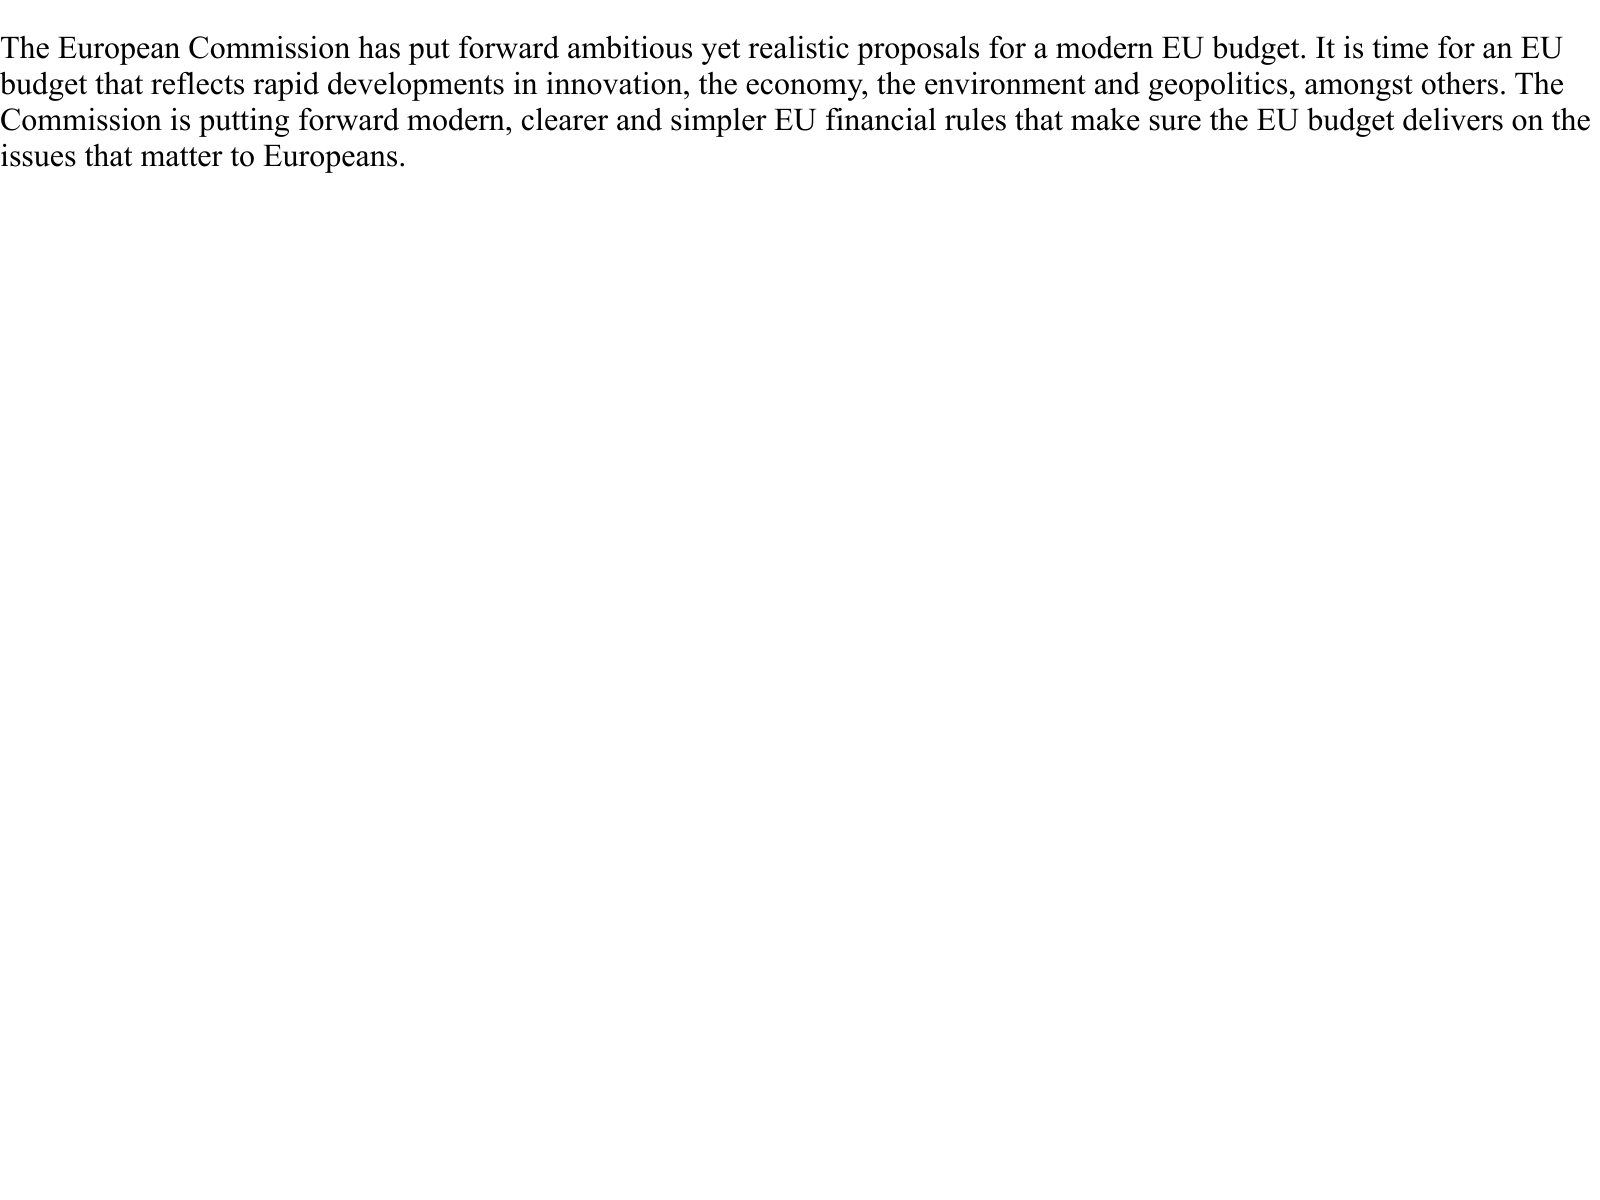 The European Commission has put forward ambitious yet realistic proposals for a modern EU budget. It is time for an EU
budget that reflects rapid developments in innovation, the economy, the environment and geopolitics, amongst others. The
Commission is putting forward modern, clearer and simpler EU financial rules that make sure the EU budget delivers on the
issues that matter to Europeans.